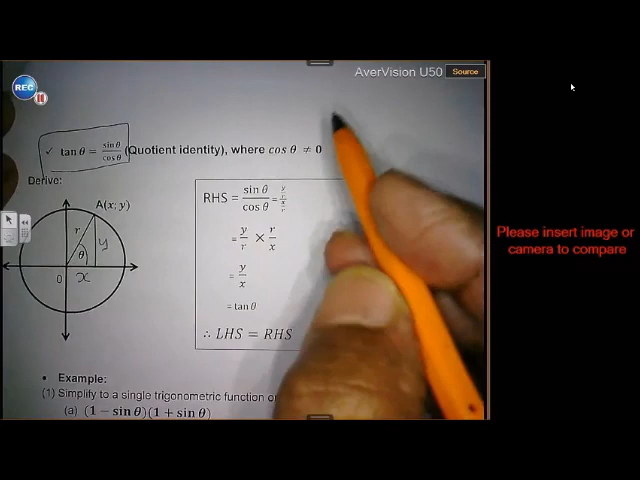 AverVision U50 Source
REC
✓ tan θ = sin θ / cos θ (Quotient identity), where cos θ ≠ 0
Derive:
A(x; y)
r
y
θ
0
x
RHS = sin θ / cos θ = y/r / x/r
= y/r × r/x
= y/x
= tan θ
∴ LHS = RHS
• Example:
(1) Simplify to a single trigonometric function
(a) (1 − sin θ)(1 + sin θ)
Please insert image or
camera to compare